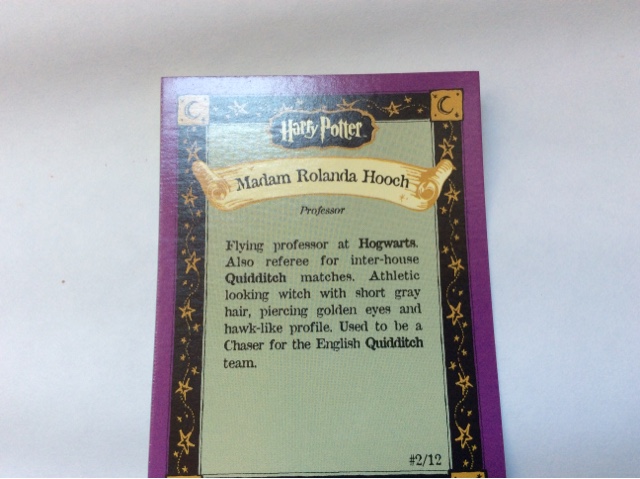 Harry Potter
Madam Rolanda Hooch
Professor
Flying professor at Hogwarts.
Also referee for inter-house
Quidditch matches. Athletic
looking witch with short gray
hair, piercing golden eyes and
hawk-like profile. Used to be a
Chaser for the English Quidditch
team.
#2/12